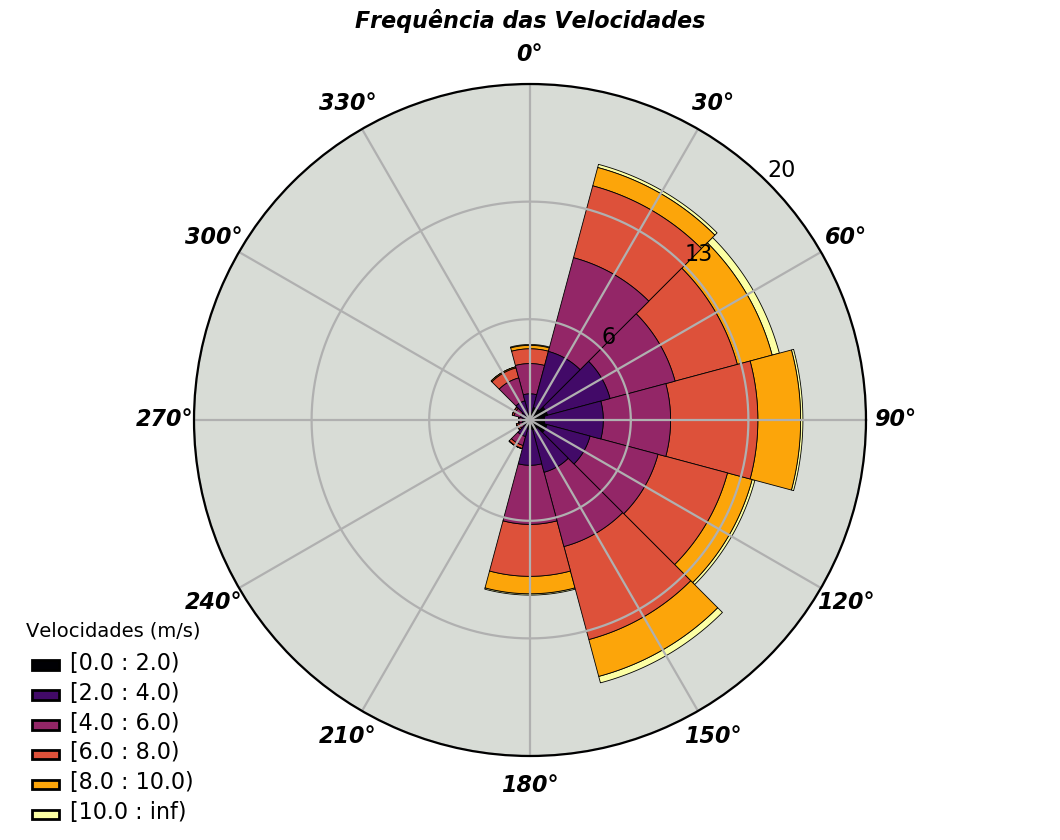 Frequência das Velocidades
0°
330°
30°
20
300°
60°
13
6
270°
90°
240°
120°
210°
150°
180°
Velocidades (m/s)
[0.0 : 2.0)
[2.0 : 4.0)
[4.0 : 6.0)
[6.0 : 8.0)
[8.0 : 10.0)
[10.0 : inf)